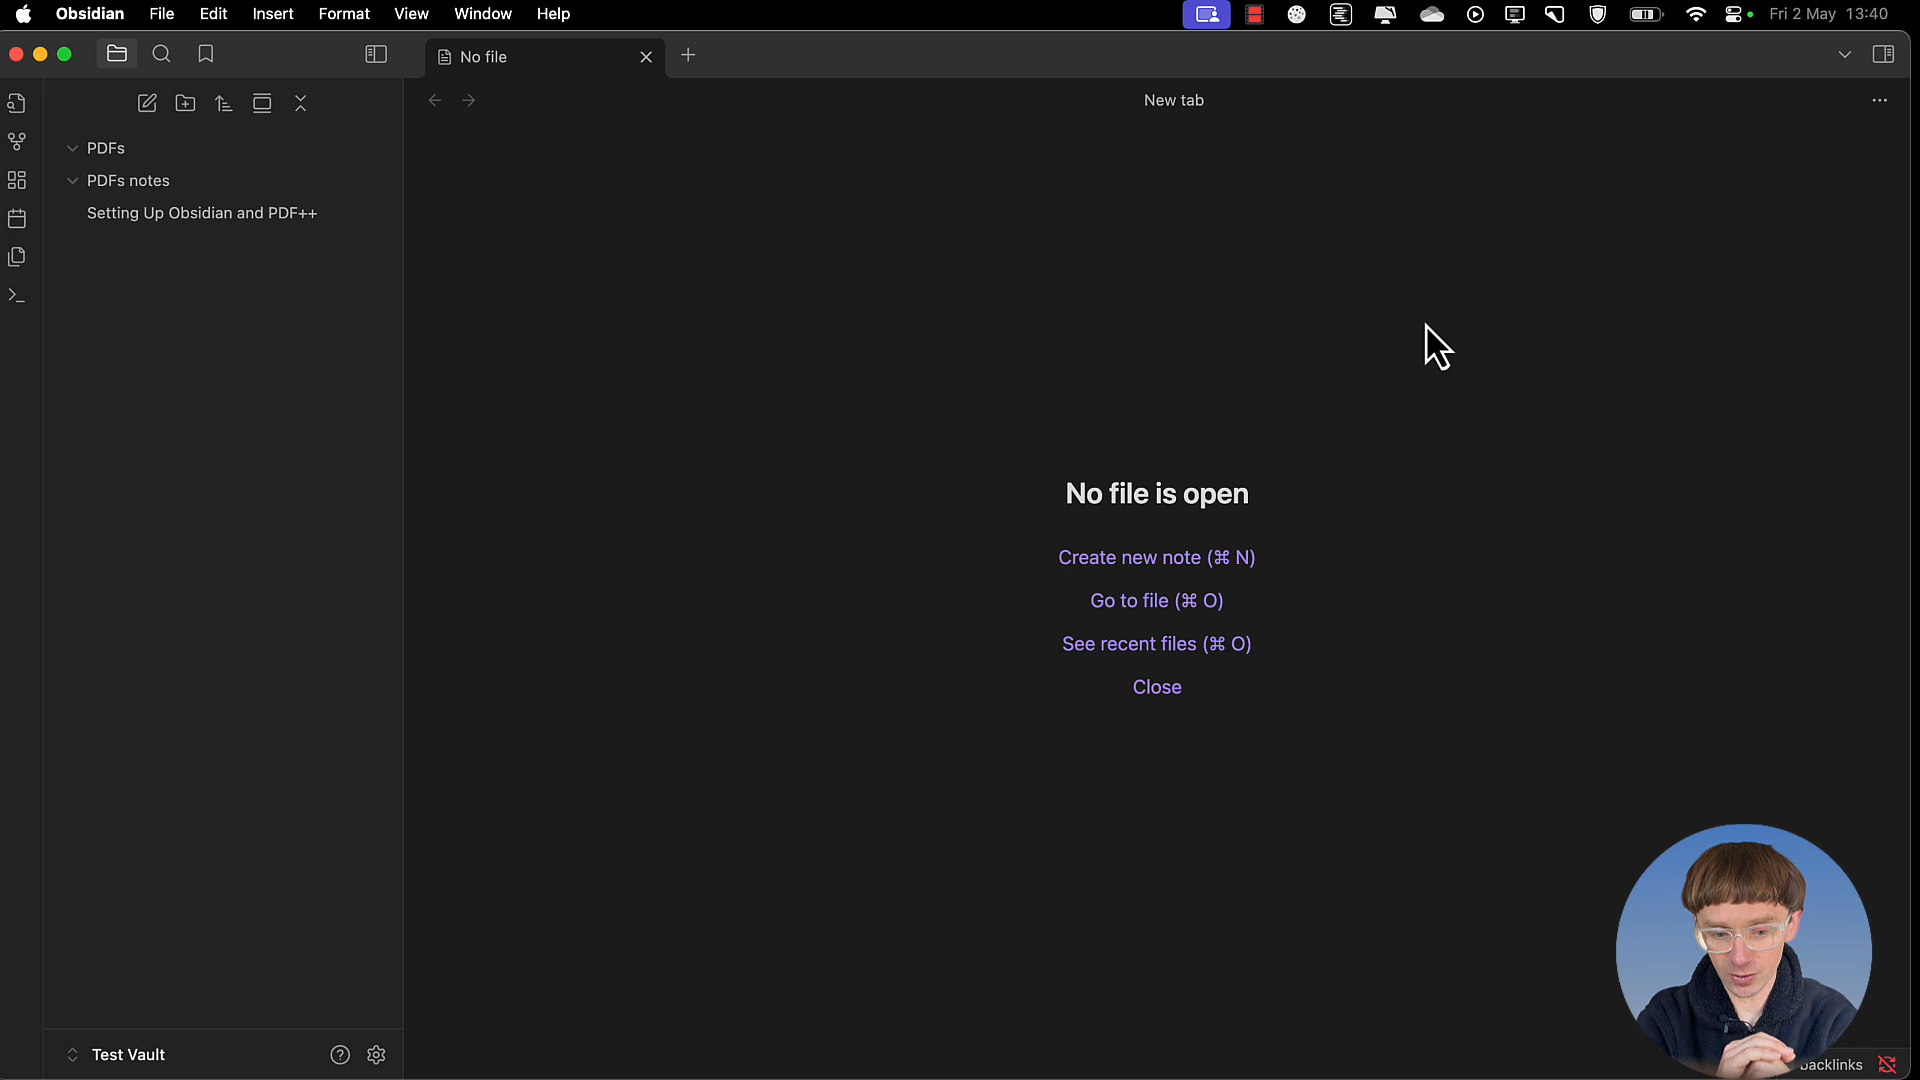 Obsidian File Edit Insert Format View Window Help Fri 2 May 13:40
No file
New tab
PDFs
PDFs notes
Setting Up Obsidian and PDF++
No file is open
Create new note (⌘ N)
Go to file (⌘ O)
See recent files (⌘ O)
Close
Test Vault
backlinks